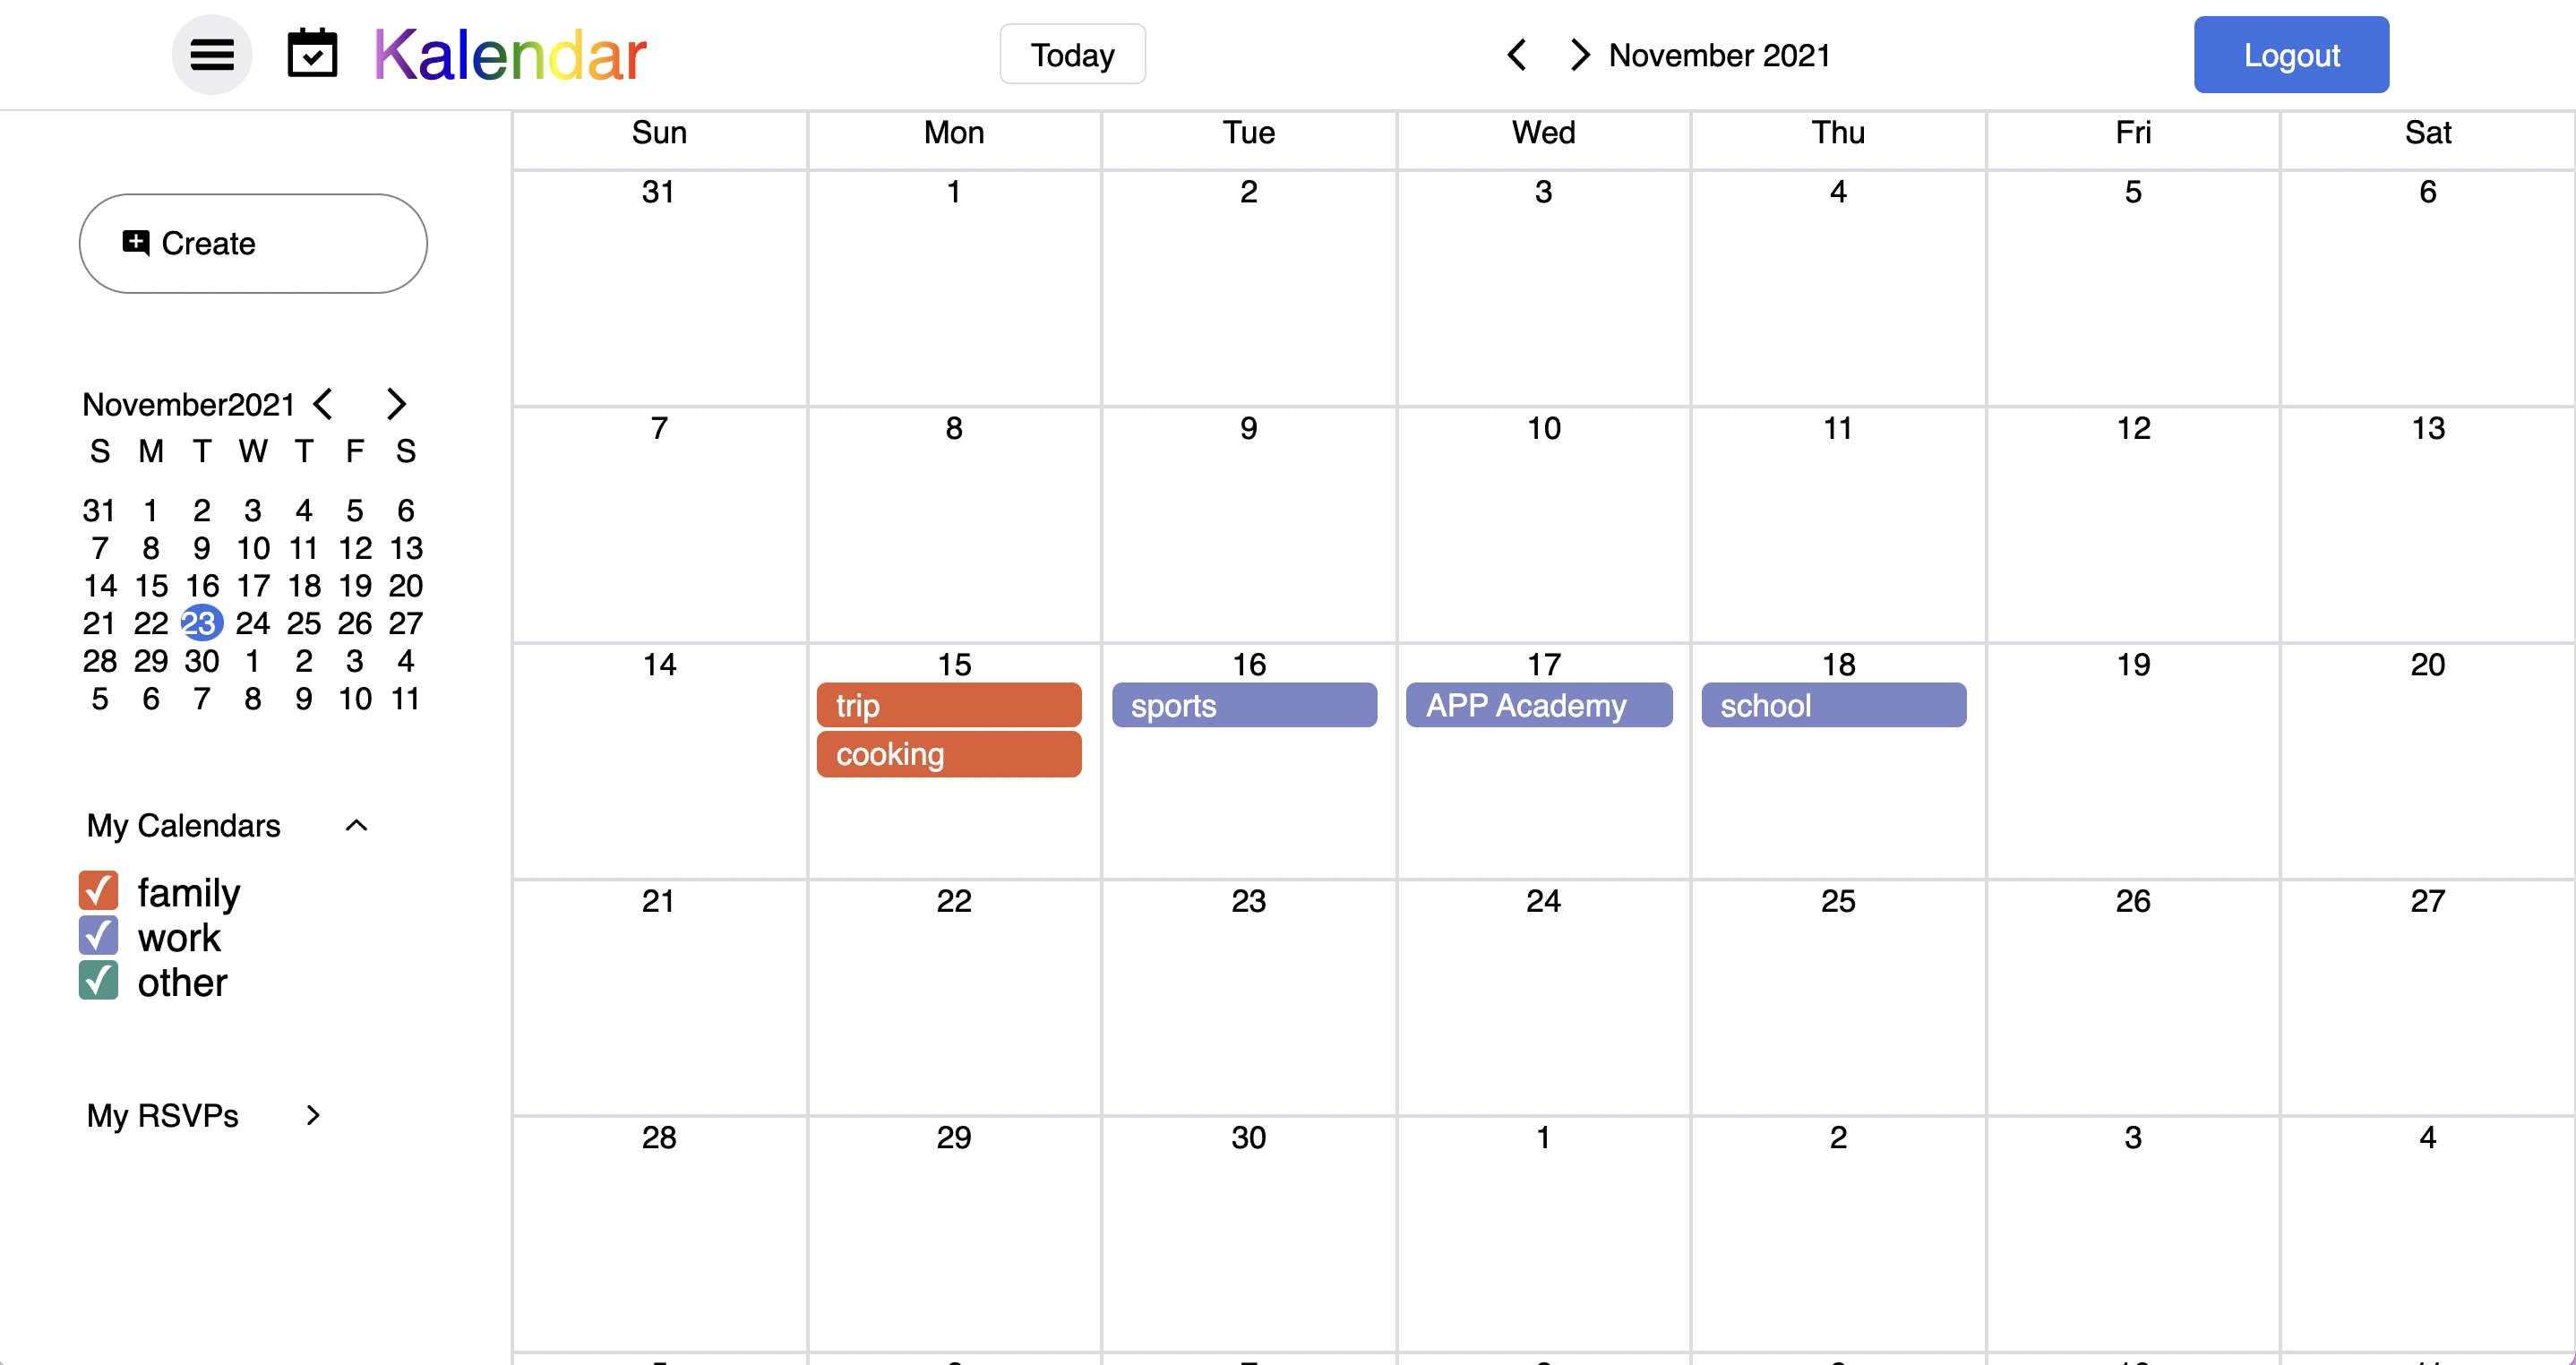 Kalendar
Today
November 2021
Logout
Create
November2021
S M T W T F S
31 1 2 3 4 5 6
7 8 9 10 11 12 13
14 15 16 17 18 19 20
21 22 23 24 25 26 27
28 29 30 1 2 3 4
5 6 7 8 9 10 11
My Calendars
family
work
other
My RSVPs
Sun Mon Tue Wed Thu Fri Sat
31 1 2 3 4 5 6
7 8 9 10 11 12 13
14 15 16 17 18 19 20
trip sports APP Academy school
cooking
21 22 23 24 25 26 27
28 29 30 1 2 3 4